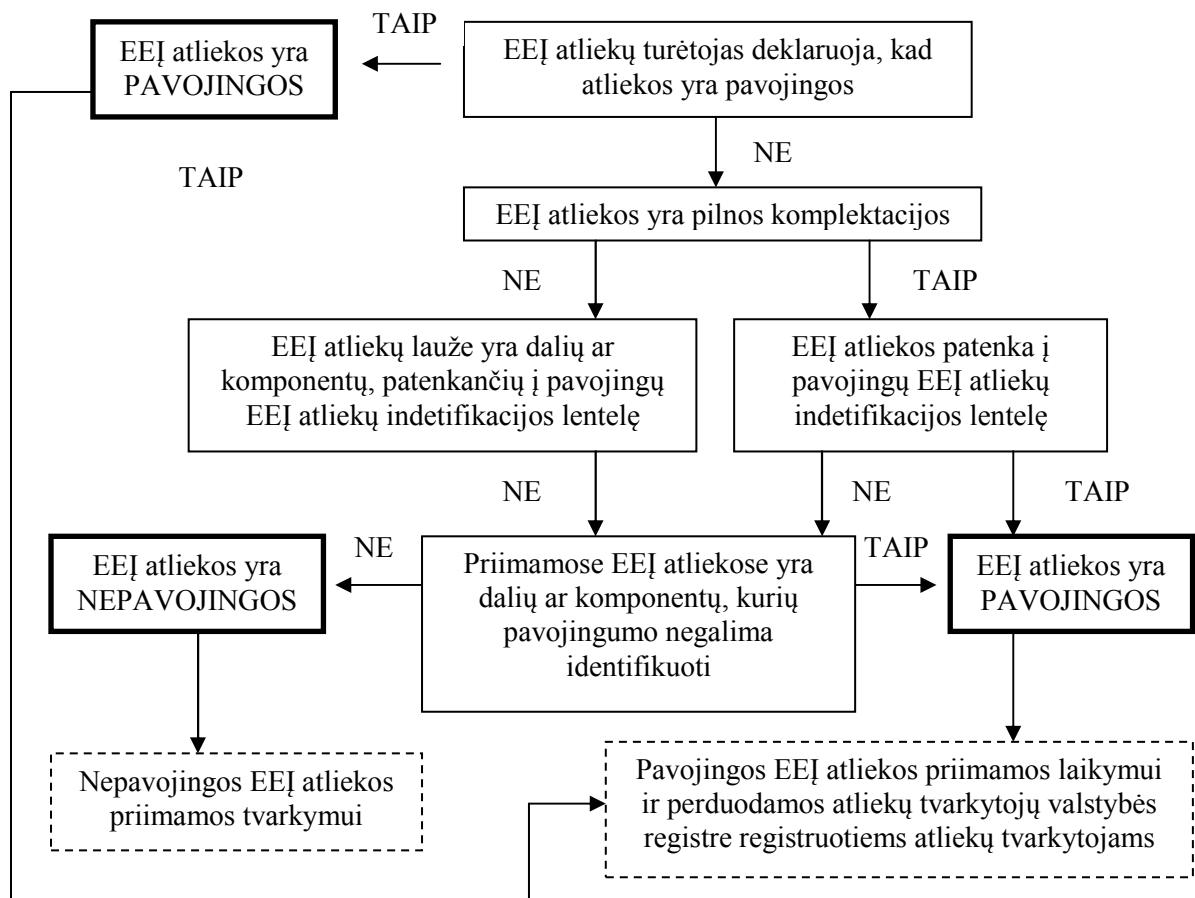 TAIP
EEĮ atliekos yra
PAVOJINGOS
EEĮ atliekų turėtojas deklaruoja, kad
atliekos yra pavojingos
NE
TAIP
EEĮ atliekos yra pilnos komplektacijos
NE
TAIP
EEĮ atliekų lauže yra dalių ar
komponentų, patenkančių į pavojingų
EEĮ atliekų indetifikacijos lentelę
EEĮ atliekos patenka į
pavojingų EEĮ atliekų
indetifikacijos lentelę
NE
NE
TAIP
EEĮ atliekos yra
NEPAVOJINGOS
NE
Priimamose EEĮ atliekose yra
dalių ar komponentų, kurių
pavojingumo negalima
identifikuoti
TAIP
EEĮ atliekos yra
PAVOJINGOS
Nepavojingos EEĮ atliekos
priimamos tvarkymui
Pavojingos EEĮ atliekos priimamos laikymui
ir perduodamos atliekų tvarkytojų valstybės
registre registruotiems atliekų tvarkytojams